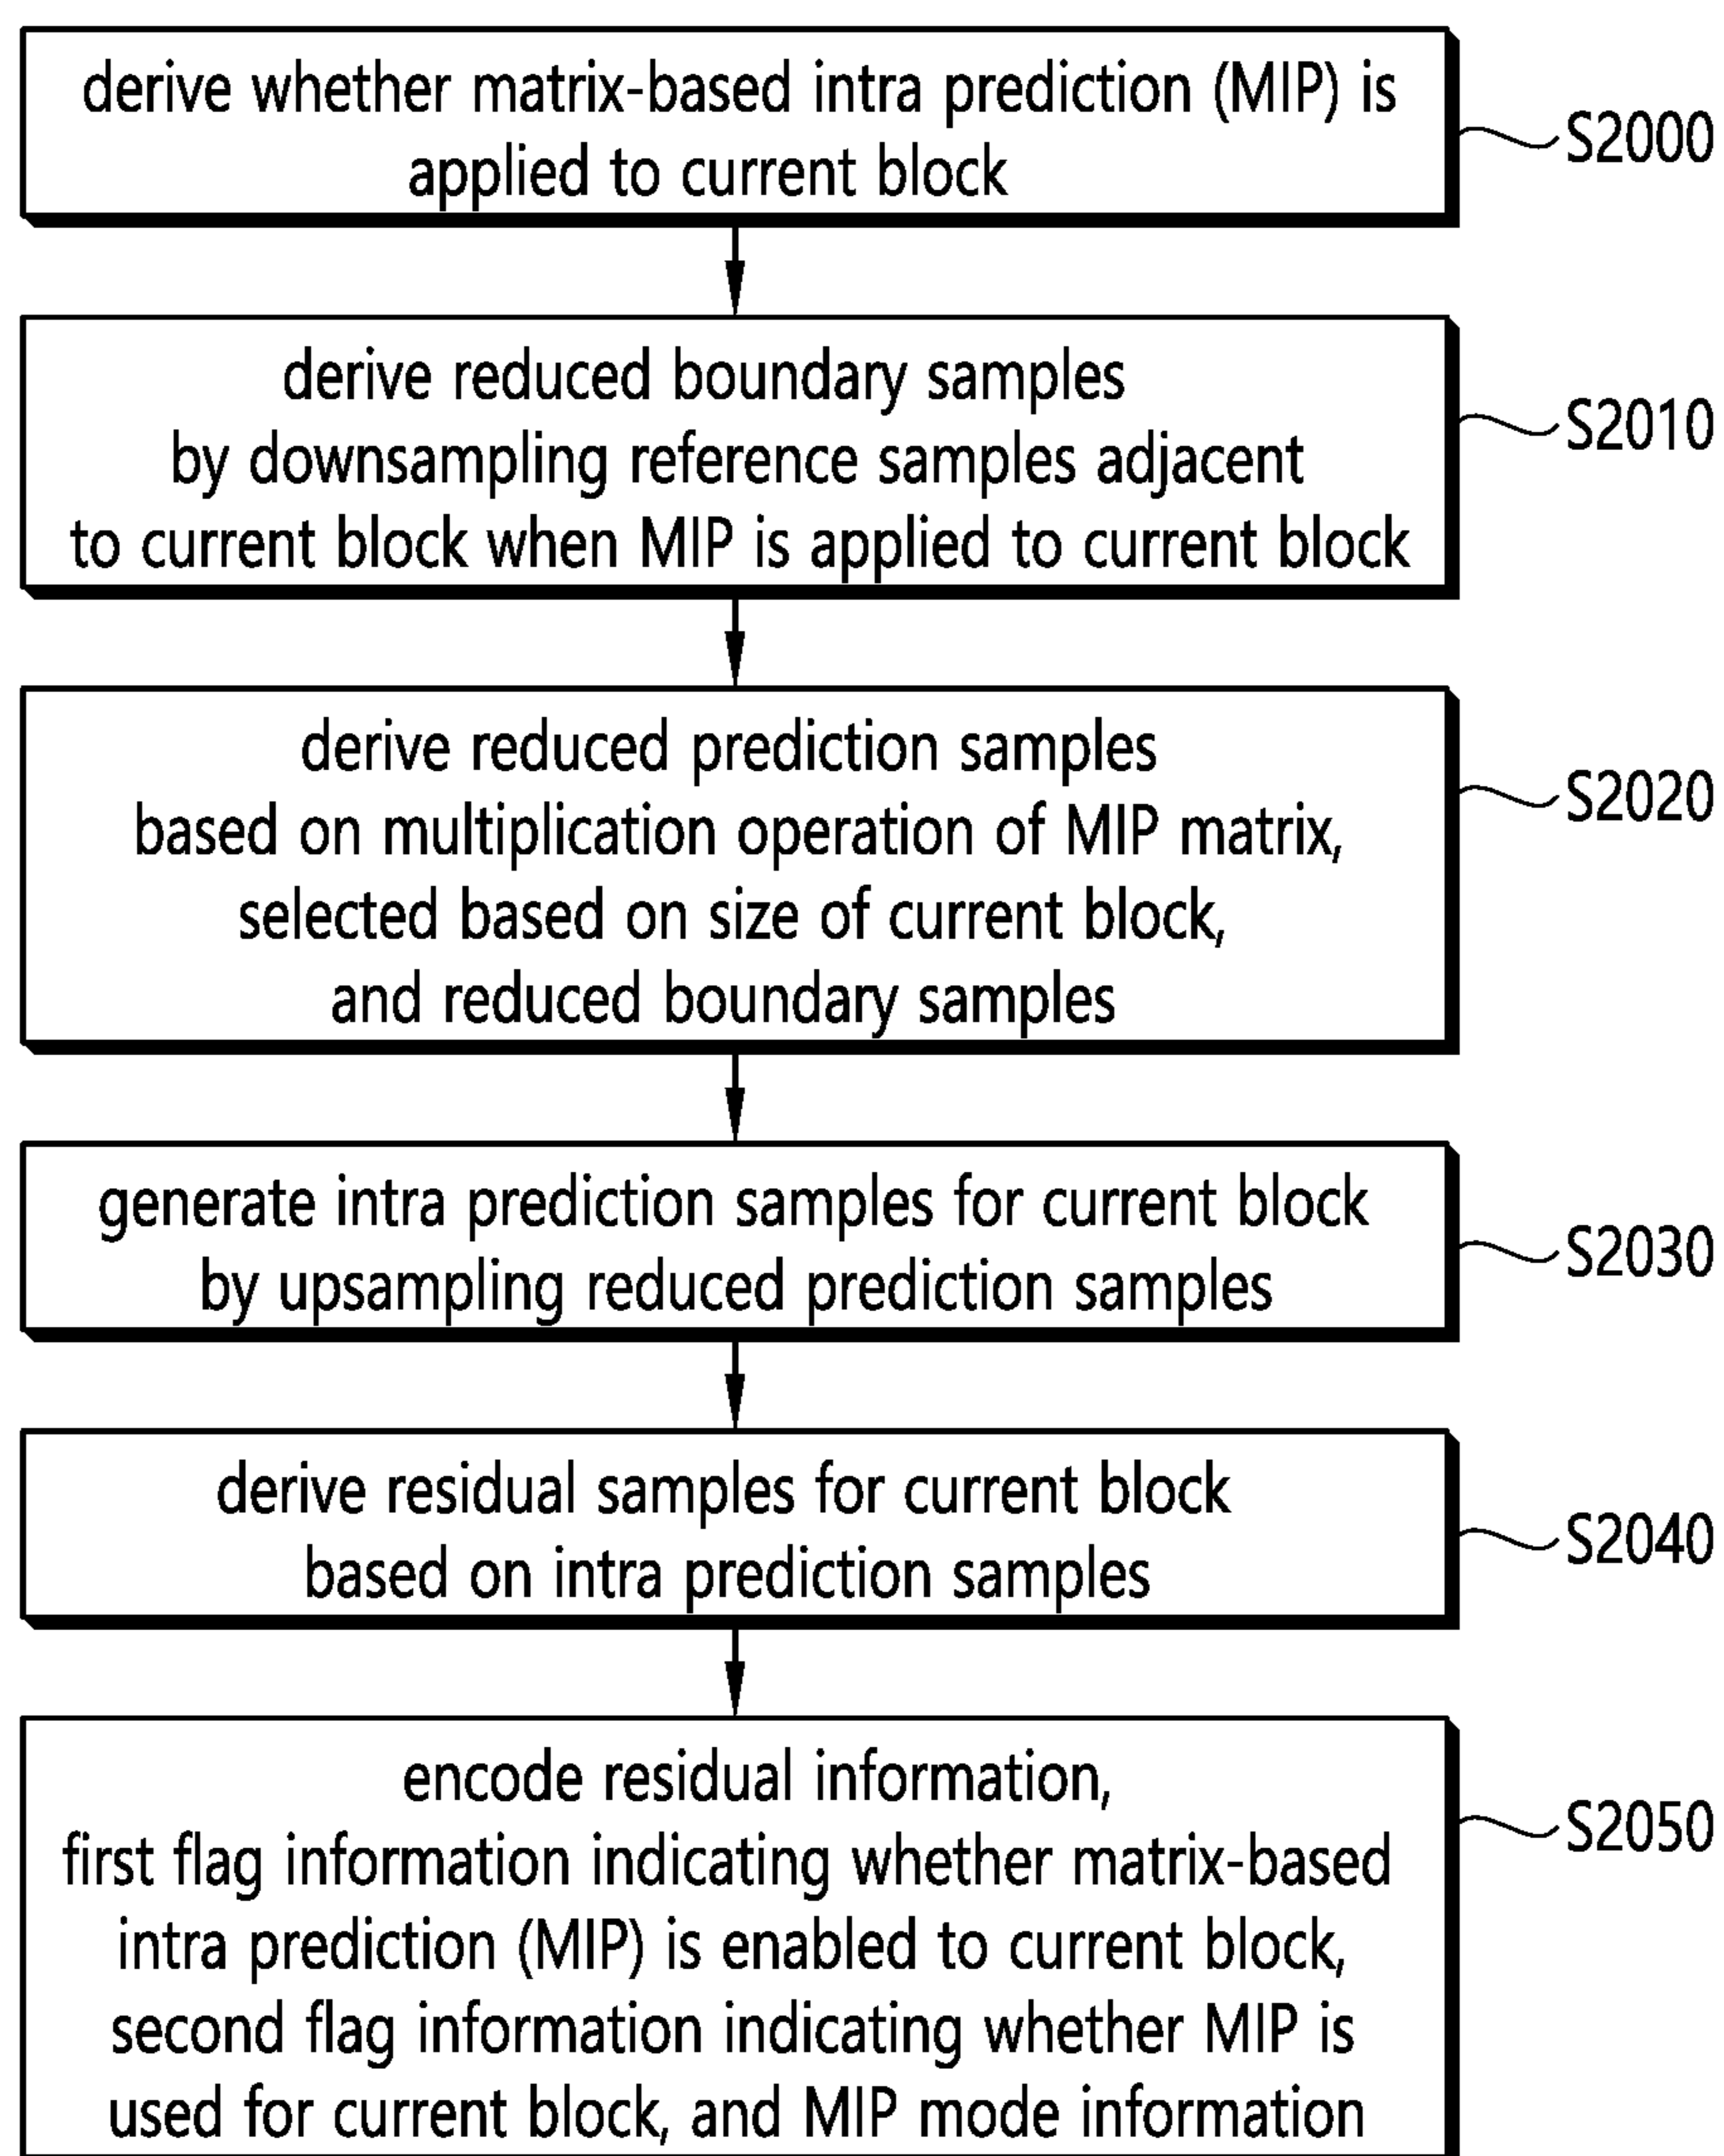 derive whether matrix-based intra prediction (MIP) is
applied to current block
S2000
derive reduced boundary samples
by downsampling reference samples adjacent
to current block when MIP is applied to current block
S2010
derive reduced prediction samples
based on multiplication operation of MIP matrix,
selected based on size of current block,
and reduced boundary samples
S2020
generate intra prediction samples for current block
by upsampling reduced prediction samples
S2030
derive residual samples for current block
based on intra prediction samples
S2040
encode residual information,
first flag information indicating whether matrix-based
intra prediction (MIP) is enabled to current block,
second flag information indicating whether MIP is
used for current block, and MIP mode information
S2050